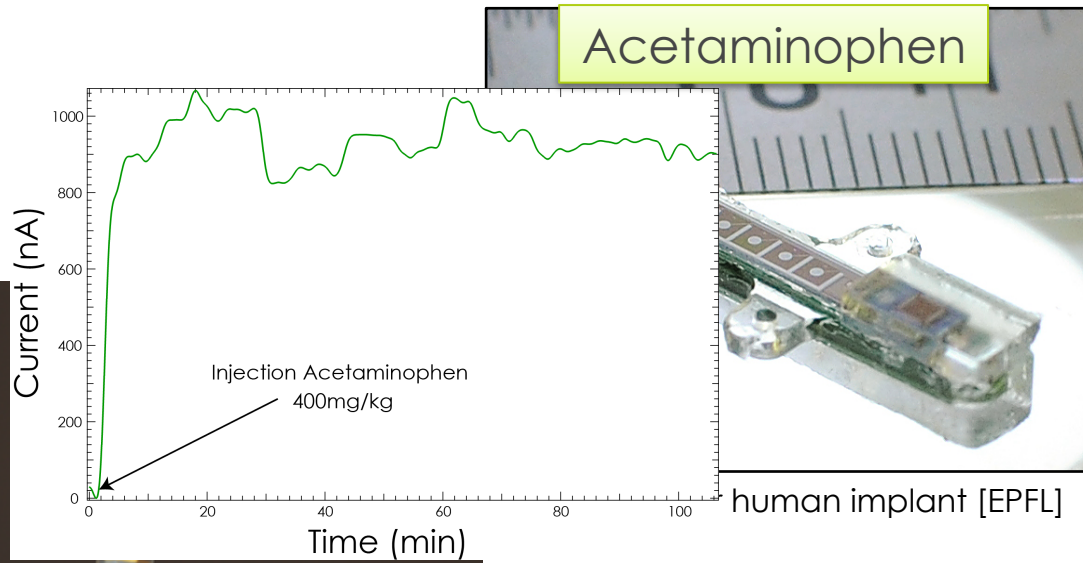 Acetaminophen
1000
800
600
400
200
0
Current (nA)
Injection Acetaminophen
400mg/kg
0 20 40 60 80 100
Time (min)
human implant [EPFL]